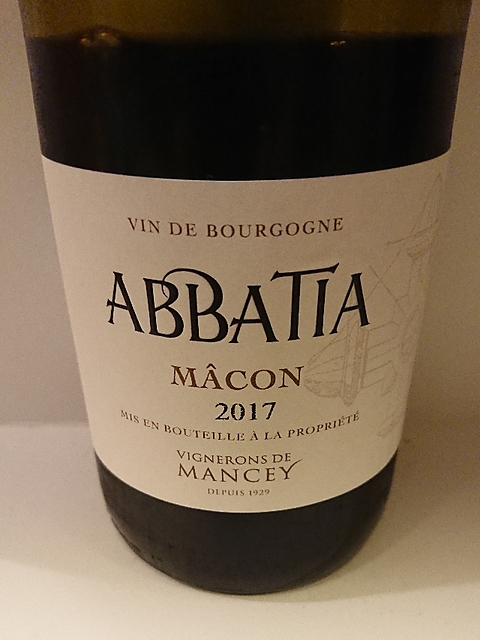 VIN DE BOURGOGNE
ABBATIA
MÂCON
2017
MIS EN BOUTEILLE À LA PROPRIÉTÉ
VIGNERONS DE
MANCEY
DEPUIS 1929